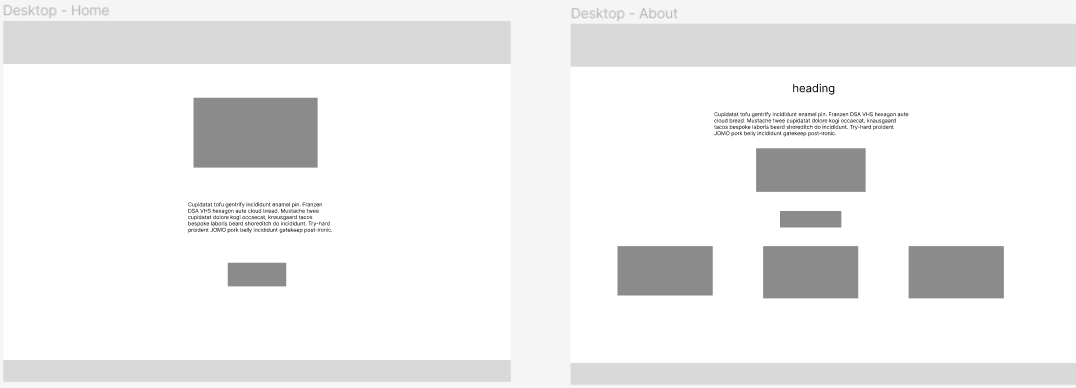 Desktop - Home
Cupidatat tofu gentrify incididunt enamel pin. Franzen
DSA VHS hexagon aute cloud bread. Mustache twee
cupidatat dolore kogi occaecat, knausgaard tacos
bespoke laboris beard shoreditch do incididunt. Try-hard
proident JOMO pork belly incididunt gatekeep post-ironic.
Desktop - About
heading
Cupidatat tofu gentrify incididunt enamel pin. Franzen DSA VHS hexagon aute
cloud bread. Mustache twee cupidatat dolore kogi occaecat, knausgaard
tacos bespoke laboris beard shoreditch do incididunt. Try-hard proident
JOMO pork belly incididunt gatekeep post-ironic.